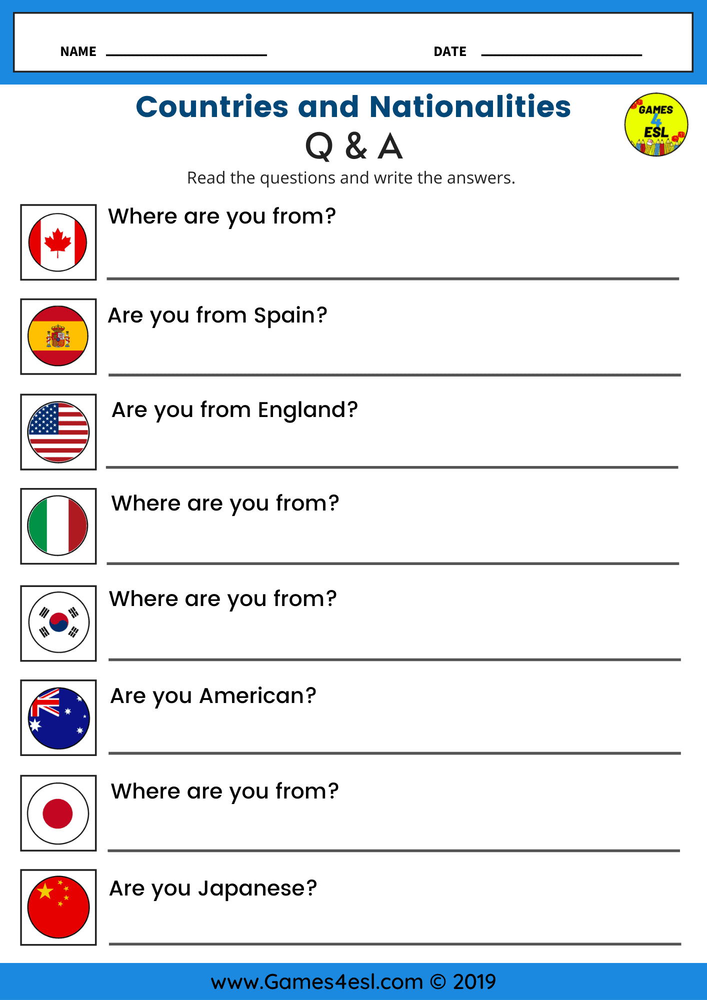 NAME DATE
Countries and Nationalities
GAMES
4
ESL
Q & A
Read the questions and write the answers.
Where are you from?
Are you from Spain?
Are you from England?
Where are you from?
Where are you from?
Are you American?
Where are you from?
Are you Japanese?
www.Games4esl.com © 2019